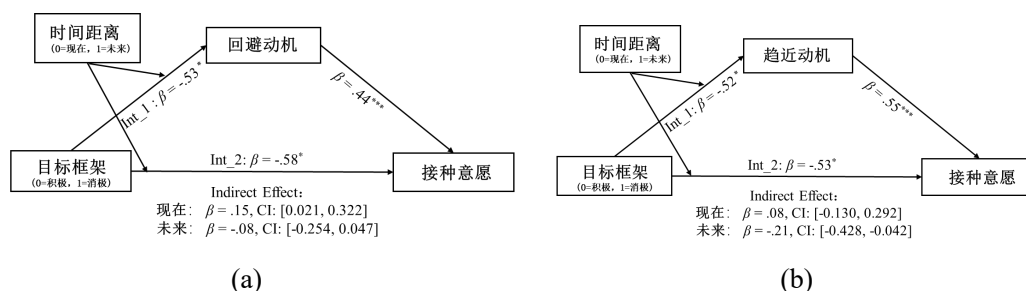 时间距离
(0=现在，1=未来)
回避动机
Int_1 : β = -.53*
β = .44***
目标框架
(0=积极，1=消极)
Int_2: β = -.58*
接种意愿
Indirect Effect：
现在： β = .15, CI: [0.021, 0.322]
未来： β = -.08, CI: [-0.254, 0.047]
(a)
时间距离
(0=现在，1=未来)
趋近动机
Int_1: β = -.52*
β = .55***
目标框架
(0=积极，1=消极)
Int_2: β = -.53*
接种意愿
Indirect Effect：
现在： β = .08, CI: [-0.130, 0.292]
未来： β = -.21, CI: [-0.428, -0.042]
(b)